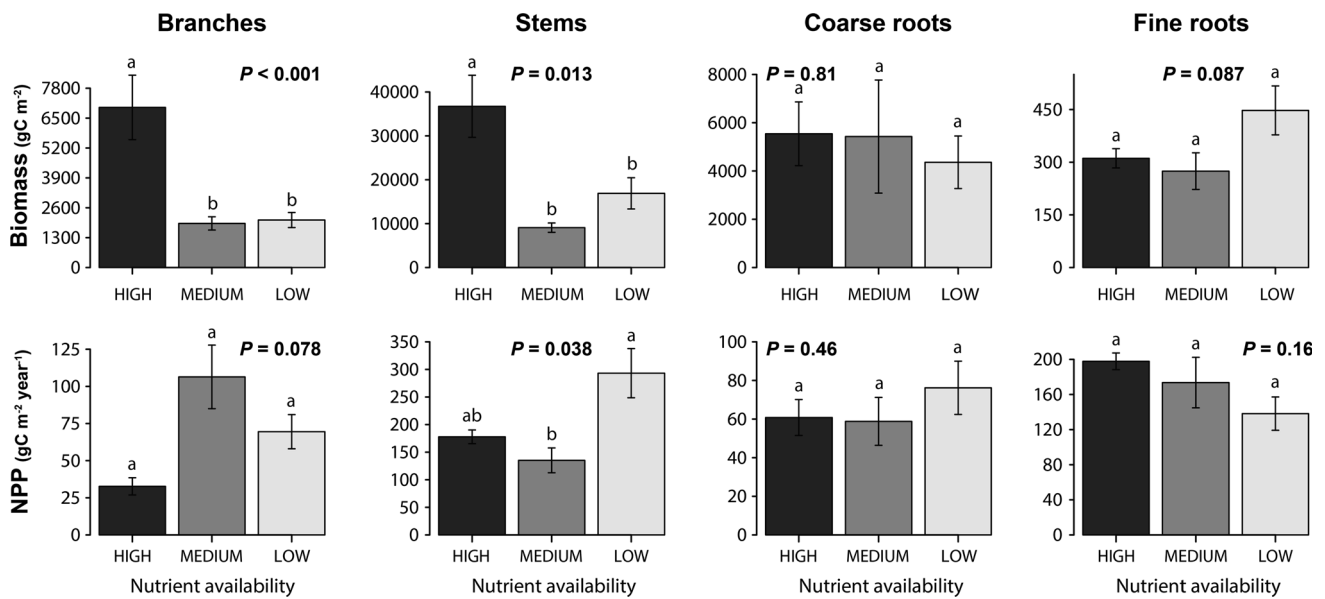 Branches
Stems
Coarse roots
Fine roots
Biomass (gC m⁻²)
7800
6500
5200
3900
2600
1300
0
a
b
b
P < 0.001
HIGH
MEDIUM
LOW
40000
30000
20000
10000
0
a
b
b
P = 0.013
HIGH
MEDIUM
LOW
8000
6000
4000
2000
0
P = 0.81
a
a
a
HIGH
MEDIUM
LOW
450
300
150
0
P = 0.087
a
a
a
HIGH
MEDIUM
LOW
NPP (gC m⁻² year⁻¹)
125
100
75
50
25
0
a
a
a
P = 0.078
HIGH
MEDIUM
LOW
Nutrient availability
350
300
250
200
150
100
50
0
ab
b
a
P = 0.038
HIGH
MEDIUM
LOW
Nutrient availability
100
80
60
40
20
0
P = 0.46
a
a
a
HIGH
MEDIUM
LOW
Nutrient availability
200
160
120
80
40
0
a
a
a
P = 0.16
HIGH
MEDIUM
LOW
Nutrient availability